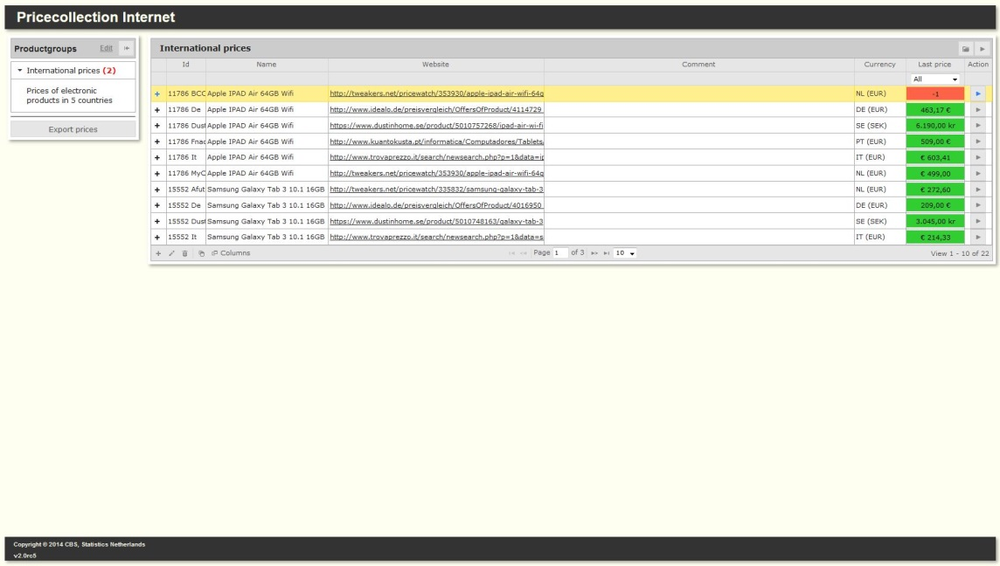 Pricecollection Internet
Productgroups Edit
International prices (2)
Prices of electronic
products in 5 countries
Export prices
International prices
Id Name Website Comment Currency Last price Action
All
11786 BCC Apple IPAD Air 64GB Wifi http://tweakers.net/pricewatch/353930/apple-ipad-air-wifi-64g NL (EUR) -1
11786 De Apple IPAD Air 64GB Wifi http://www.idealo.de/preisvergleich/OffersOfProduct/4114729_ DE (EUR) 463,17 €
11786 Dust Apple IPAD Air 64GB Wifi https://www.dustinhome.se/product/5010757268/ipad-air-wi-fi SE (SEK) 6.190,00 kr
11786 Fnac Apple IPAD Air 64GB Wifi http://www.kuantokusta.pt/informatica/Computadores/Tablets/ PT (EUR) 509,00 €
11786 It Apple IPAD Air 64GB Wifi http://www.trovaprezzo.it/search/newsearch.php?p=1&data=ip IT (EUR) € 603,41
11786 MyC Apple IPAD Air 64GB Wifi http://tweakers.net/pricewatch/353930/apple-ipad-air-wifi-64g NL (EUR) € 499,00
15552 Afut Samsung Galaxy Tab 3 10.1 16GB http://tweakers.net/pricewatch/335832/samsung-galaxy-tab-3 NL (EUR) € 272,60
15552 De Samsung Galaxy Tab 3 10.1 16GB http://www.idealo.de/preisvergleich/OffersOfProduct/4016950_ DE (EUR) 209,00 €
15552 Dust Samsung Galaxy Tab 3 10.1 16GB https://www.dustinhome.se/product/5010748163/galaxy-tab-3 SE (SEK) 3.045,00 kr
15552 It Samsung Galaxy Tab 3 10.1 16GB http://www.trovaprezzo.it/search/newsearch.php?p=1&data=s IT (EUR) € 214,33
Columns Page 1 of 3 10 View 1 - 10 of 22
Copyright © 2014 CBS, Statistics Netherlands
v2.0rc5